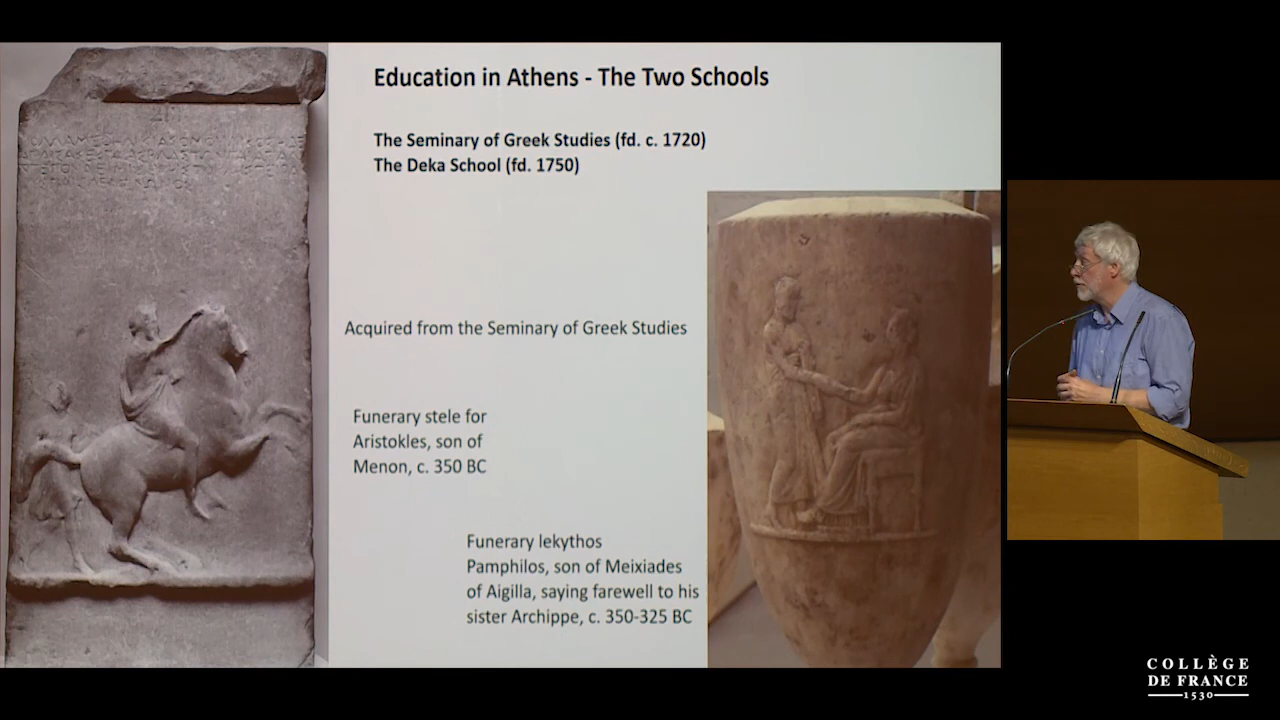 Education in Athens - The Two Schools
The Seminary of Greek Studies (fd. c. 1720)
The Deka School (fd. 1750)
Acquired from the Seminary of Greek Studies
Funerary stele for
Aristokles, son of
Menon, c. 350 BC
Funerary lekythos
Pamphilos, son of Meixiades
of Aigilla, saying farewell to his
sister Archippe, c. 350-325 BC
COLLÈGE
DE FRANCE
1530